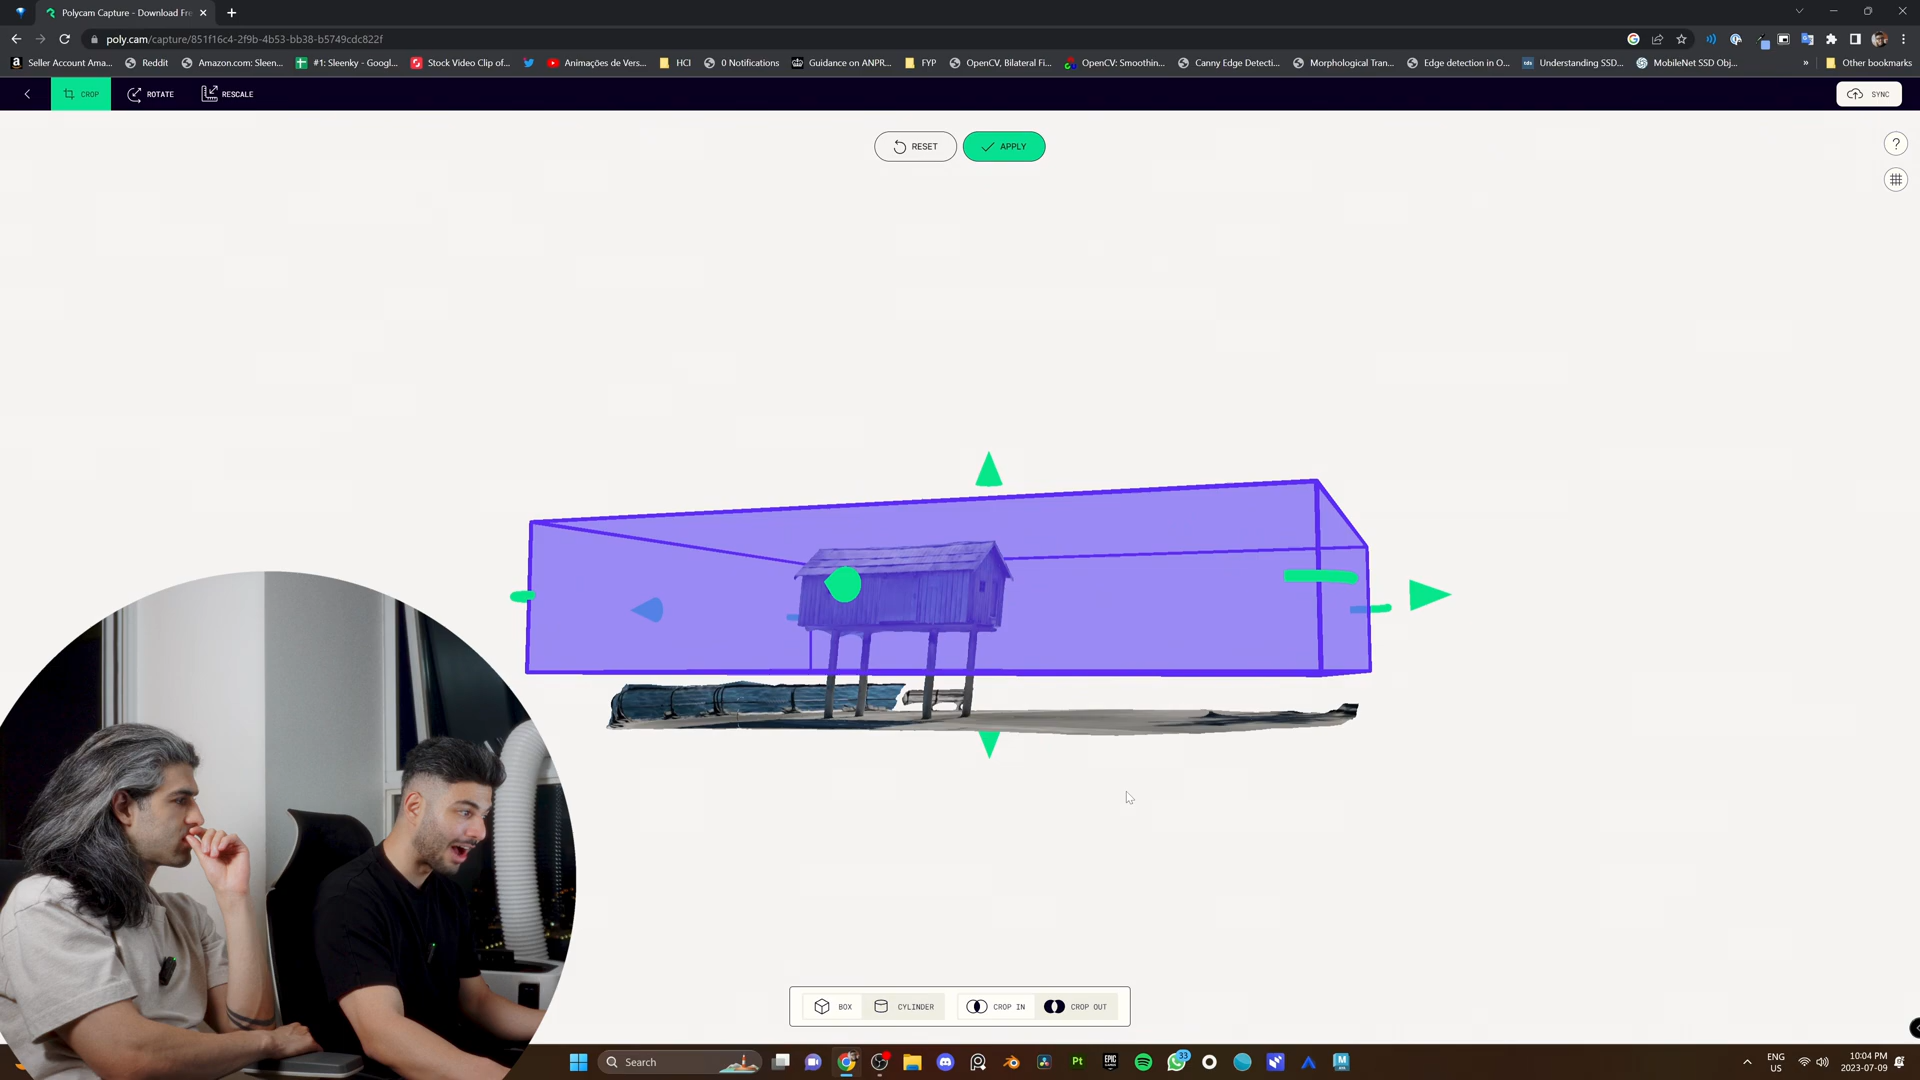 Polycam Capture - Download Fre
poly.cam/capture/851f16c4-2f9b-4b53-bb38-b5749cdc822f
Seller Account Ama... Reddit Amazon.com: Sleen... #1: Sleenky - Googl... Stock Video Clip of... Animações de Vers... HCI 0 Notifications Guidance on ANPR... FYP OpenCV, Bilateral Fi... OpenCV: Smoothin... Canny Edge Detecti... Morphological Tran... Edge detection in O... Understanding SSD... MobileNet SSD Obj... » Other bookmarks
CROP ROTATE RESCALE SYNC
RESET APPLY
?
BOX CYLINDER CROP IN CROP OUT
Search Pt EPIC GAMES 33 M
ENG
US
10:04 PM
2023-07-09